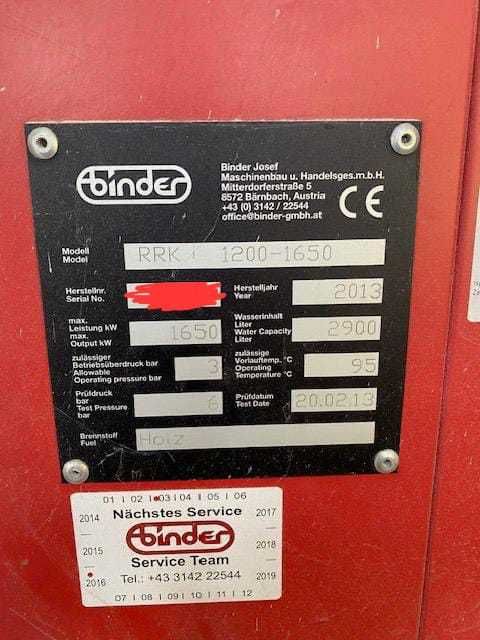 binder
Binder Josef
Maschinenbau u. Handelsges.m.b.H.
Mitterdorferstraße 5
8572 Bärnbach, Austria
+43 (0) 3142 / 22544
office@binder-gmbh.at
CE
Modell
Model
RRK 1200-1650
Herstellnr.
Serial No.
Herstelljahr
Year
2013
max.
Leistung kW
max.
Output kW
1650
Wasserinhalt
Liter
Water Capacity
Liter
2900
zulässiger
Betriebsüberdruck bar
Allowable
Operating pressure bar
3
zulässige
Vorlauftemp. °C
Operating
Temperature °C
95
Prüfdruck
bar
Test Pressure
bar
6
Prüfdatum
Test Date
20.02.13
Brennstoff
Fuel
Holz
01 I 02 I 03 I 04 I 05 I 06
2014 Nächstes Service 2017
binder
2015 2018
Service Team
2016 Tel.: +43 3142 22544 2019
07 I 08 I 09 I 10 I 11 I 12